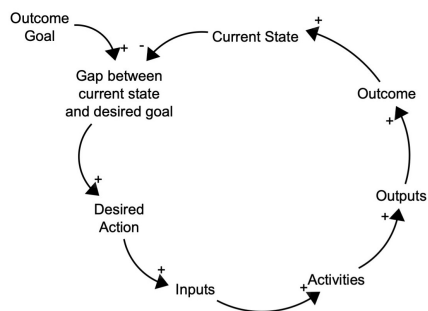 Outcome
Goal
+
-
Current State
+
Gap between
current state
and desired goal
Outcome
+
+
Desired
Action
Outputs
+
+
Inputs
+
Activities